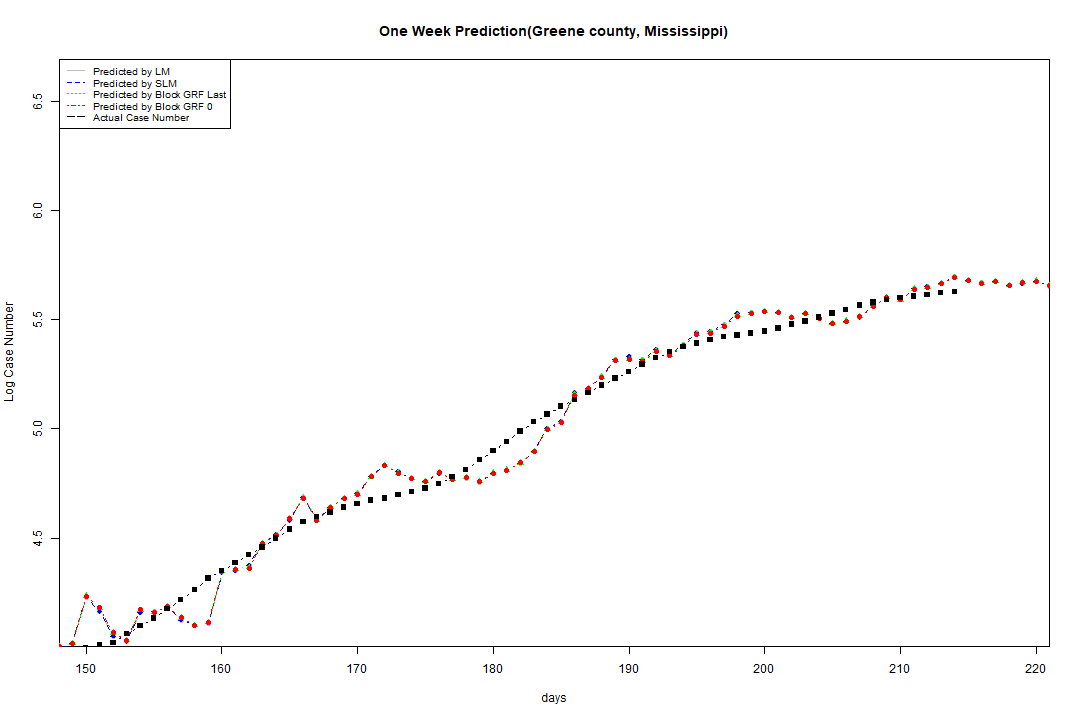 One Week Prediction(Greene county, Mississippi)
Predicted by LM
Predicted by SLM
Predicted by Block GRF Last
Predicted by Block GRF 0
Actual Case Number
6.5
6.0
5.5
5.0
4.5
Log Case Number
150 160 170 180 190 200 210 220
days